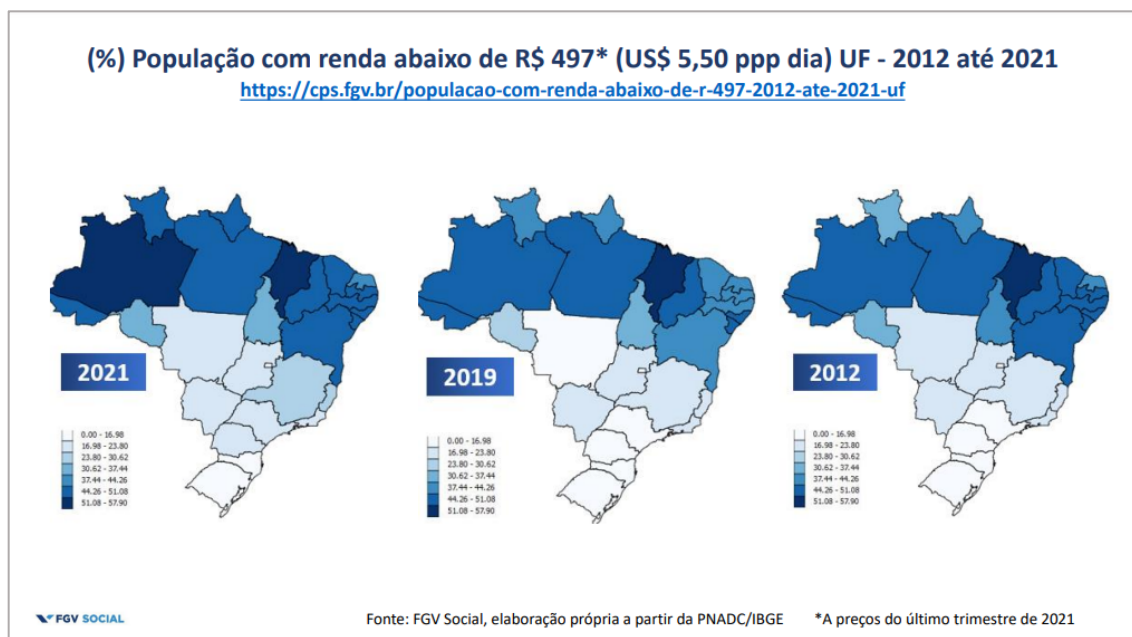 (%) População com renda abaixo de R$ 497* (US$ 5,50 ppp dia) UF - 2012 até 2021
https://cps.fgv.br/populacao-com-renda-abaixo-de-r-497-2012-ate-2021-uf
2021
0.00 - 16.98
16.98 - 23.80
23.80 - 30.62
30.62 - 37.44
37.44 - 44.26
44.26 - 51.08
51.08 - 57.90
2019
0.00 - 16.98
16.98 - 23.80
23.80 - 30.62
30.62 - 37.44
37.44 - 44.26
44.26 - 51.08
51.08 - 57.90
2012
0.00 - 16.98
16.98 - 23.80
23.80 - 30.62
30.62 - 37.44
37.44 - 44.26
44.26 - 51.08
51.08 - 57.90
FGV SOCIAL
Fonte: FGV Social, elaboração própria a partir da PNADC/IBGE *A preços do último trimestre de 2021